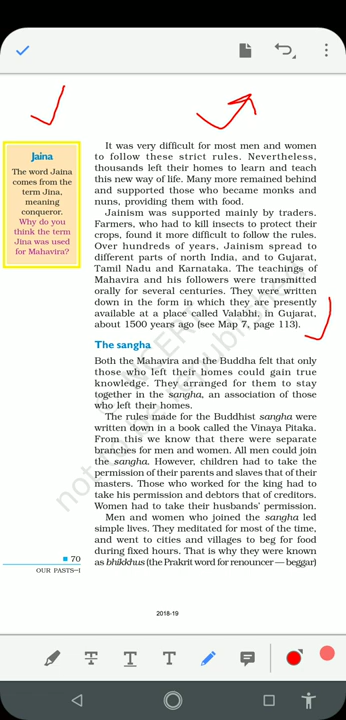 Jaina
The word Jaina
comes from the
term Jina,
meaning
conqueror.
Why do you
think the term
Jina was used
for Mahavira?
It was very difficult for most men and women
to follow these strict rules. Nevertheless,
thousands left their homes to learn and teach
this new way of life. Many more remained behind
and supported those who became monks and
nuns, providing them with food.
Jainism was supported mainly by traders.
Farmers, who had to kill insects to protect their
crops, found it more difficult to follow the rules.
Over hundreds of years, Jainism spread to
different parts of north India, and to Gujarat,
Tamil Nadu and Karnataka. The teachings of
Mahavira and his followers were transmitted
orally for several centuries. They were written
down in the form in which they are presently
available at a place called Valabhi, in Gujarat,
about 1500 years ago (see Map 7, page 113).
The sangha
Both the Mahavira and the Buddha felt that only
those who left their homes could gain true
knowledge. They arranged for them to stay
together in the sangha, an association of those
who left their homes.
The rules made for the Buddhist sangha were
written down in a book called the Vinaya Pitaka.
From this we know that there were separate
branches for men and women. All men could join
the sangha. However, children had to take the
permission of their parents and slaves that of their
masters. Those who worked for the king had to
take his permission and debtors that of creditors.
Women had to take their husbands' permission.
Men and women who joined the sangha led
simple lives. They meditated for most of the time,
and went to cities and villages to beg for food
during fixed hours. That is why they were known
as bhikkhus (the Prakrit word for renouncer — beggar)
70
OUR PASTS–I
2018-19
T T T